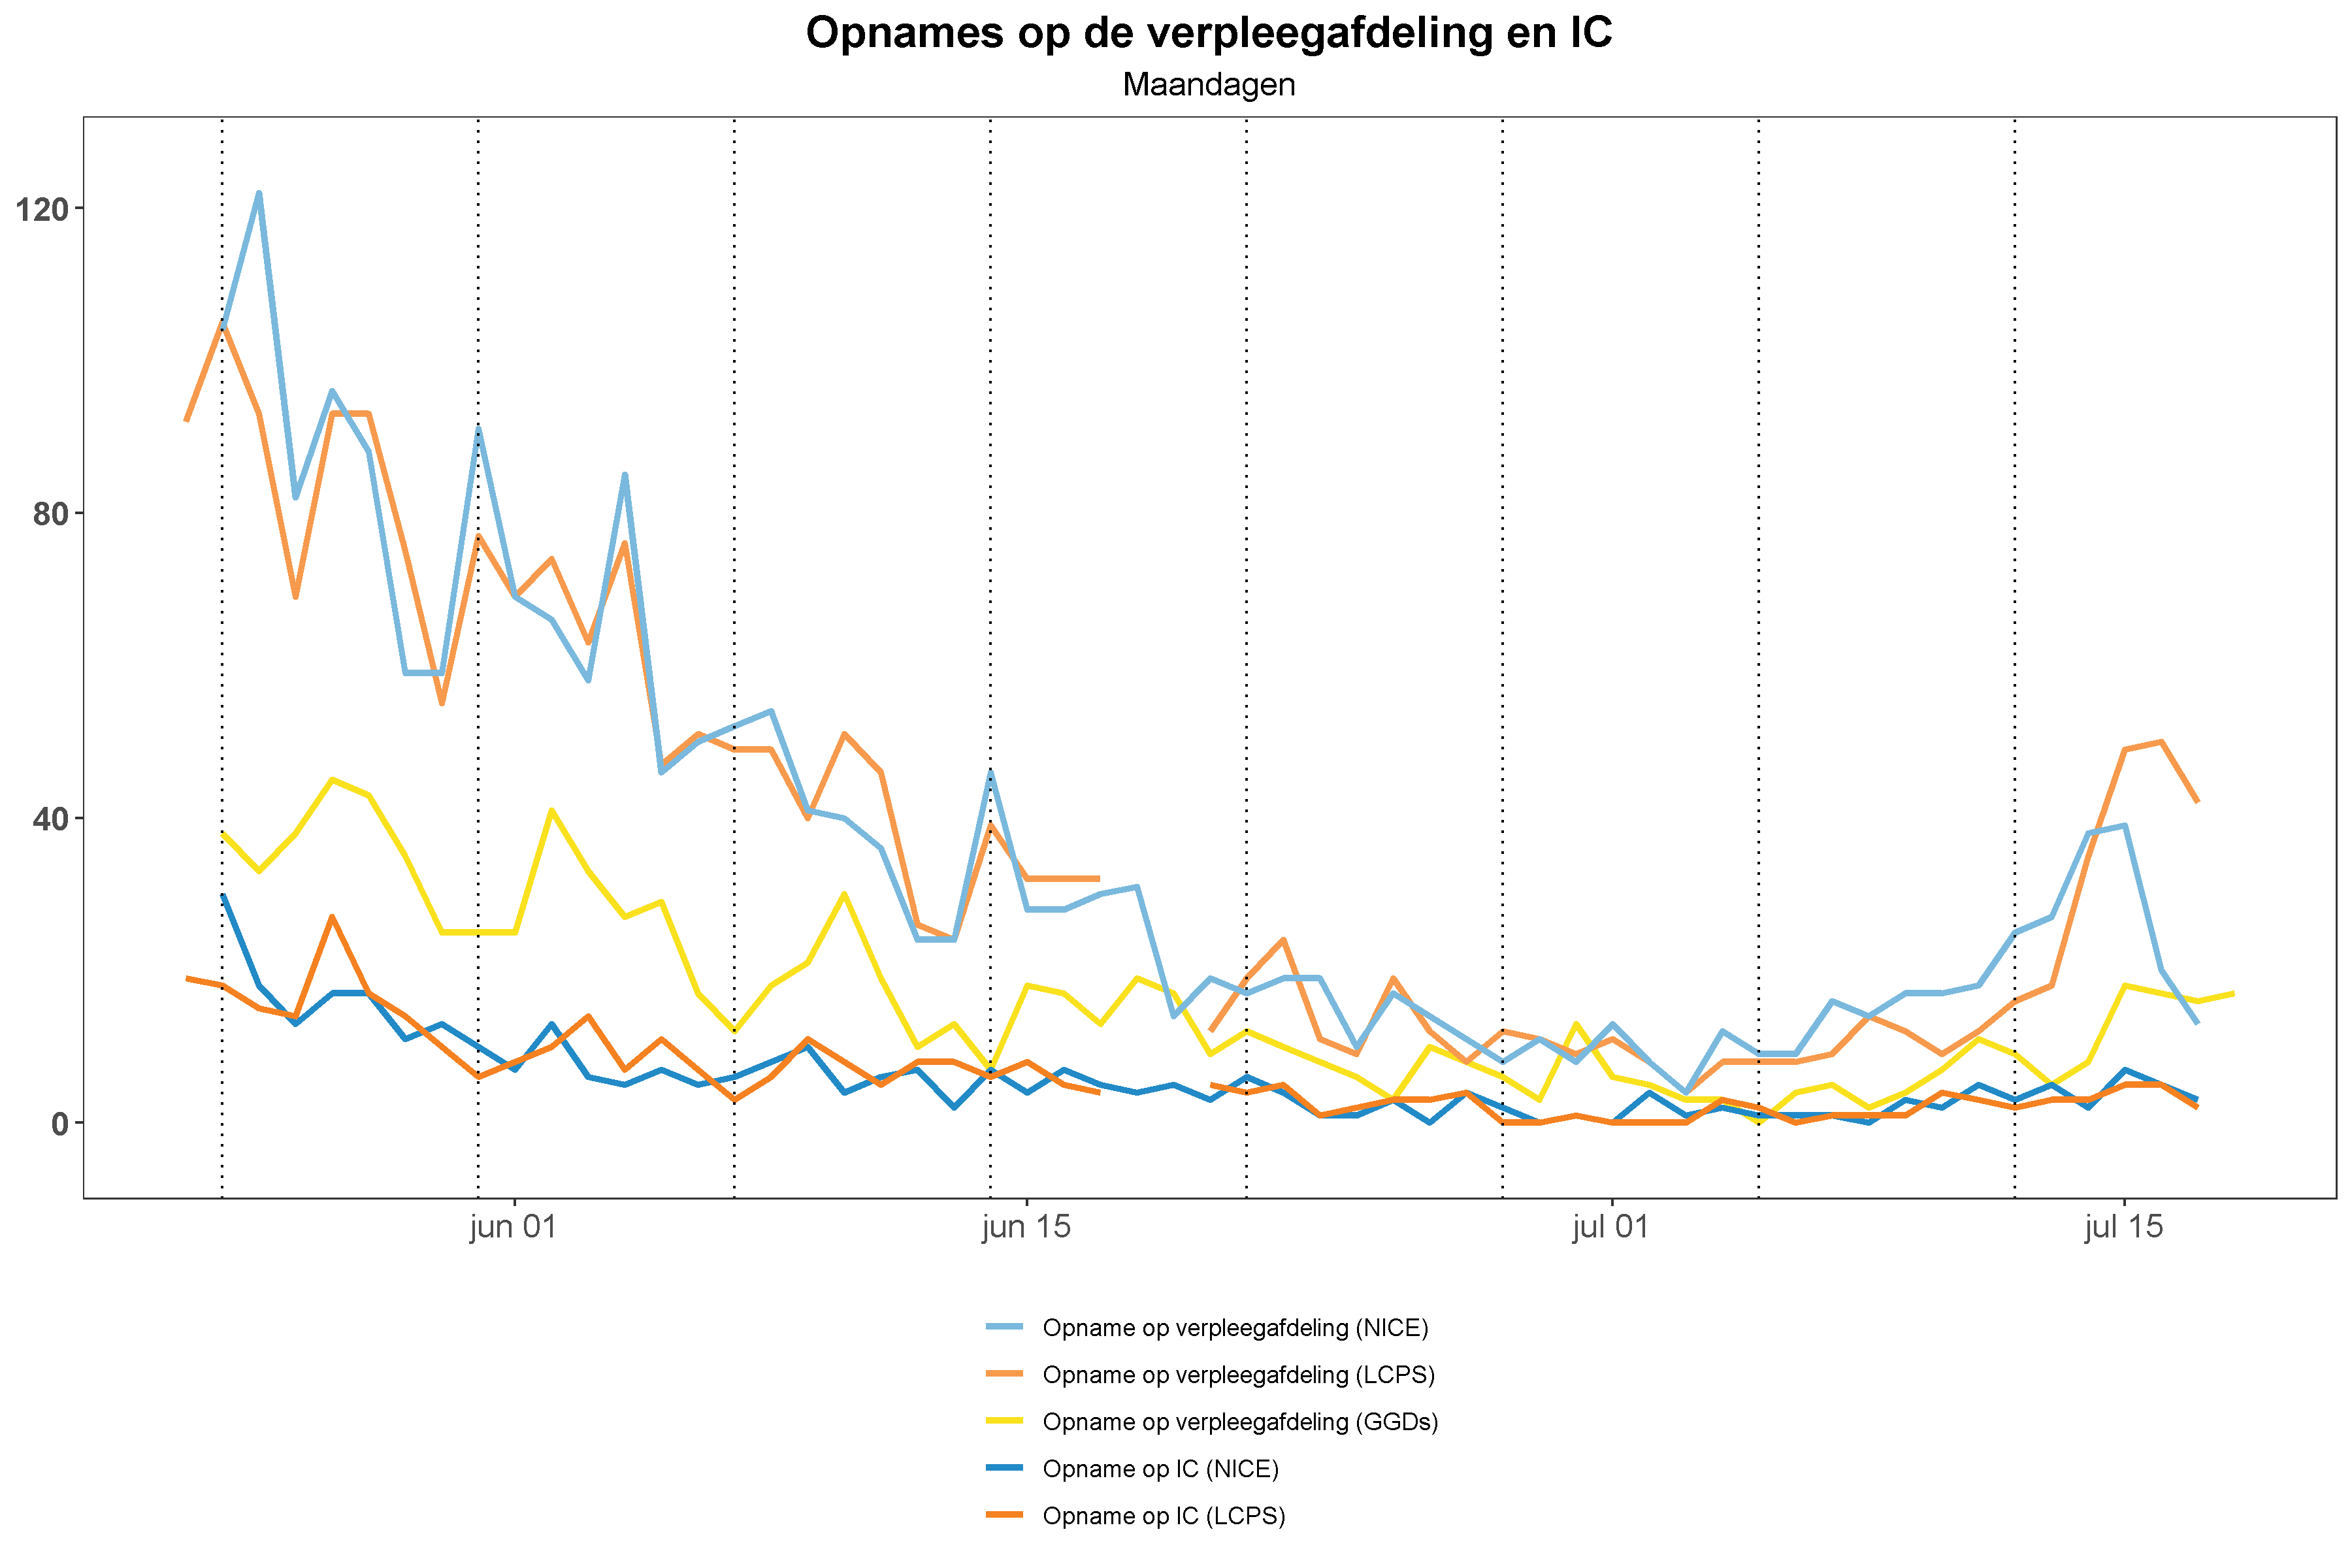 Opnames op de verpleegafdeling en IC
Maandagen
120
80
40
0
jun 01
jun 15
jul 01
jul 15
Opname op verpleegafdeling (NICE)
Opname op verpleegafdeling (LCPS)
Opname op verpleegafdeling (GGDs)
Opname op IC (NICE)
Opname op IC (LCPS)